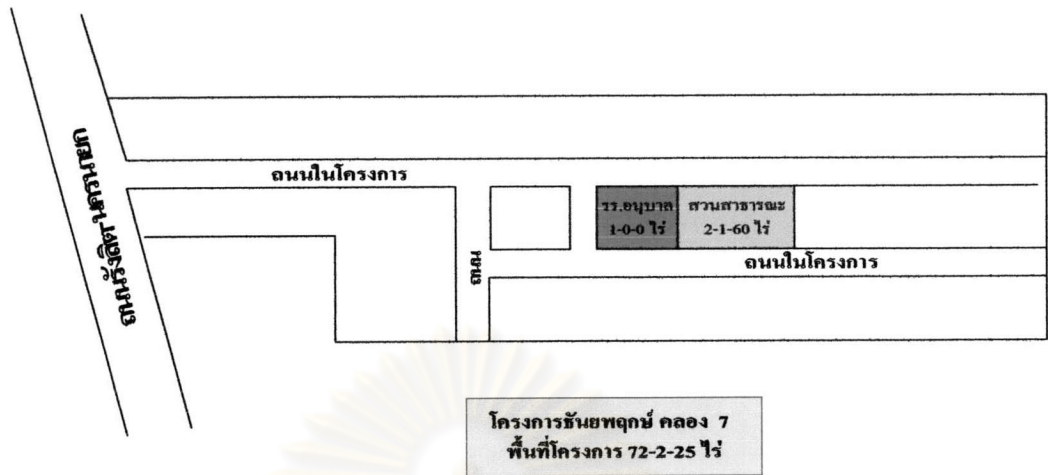 ถนนรังสิต-นครนายก
ถนนในโครงการ
รร.อนุบาล
1-0-0 ไร่
สวนสาธารณะ
2-1-60 ไร่
ถนน
ถนนในโครงการ
โครงการธันยพฤกษ์ คลอง 7
พื้นที่โครงการ 72-2-25 ไร่